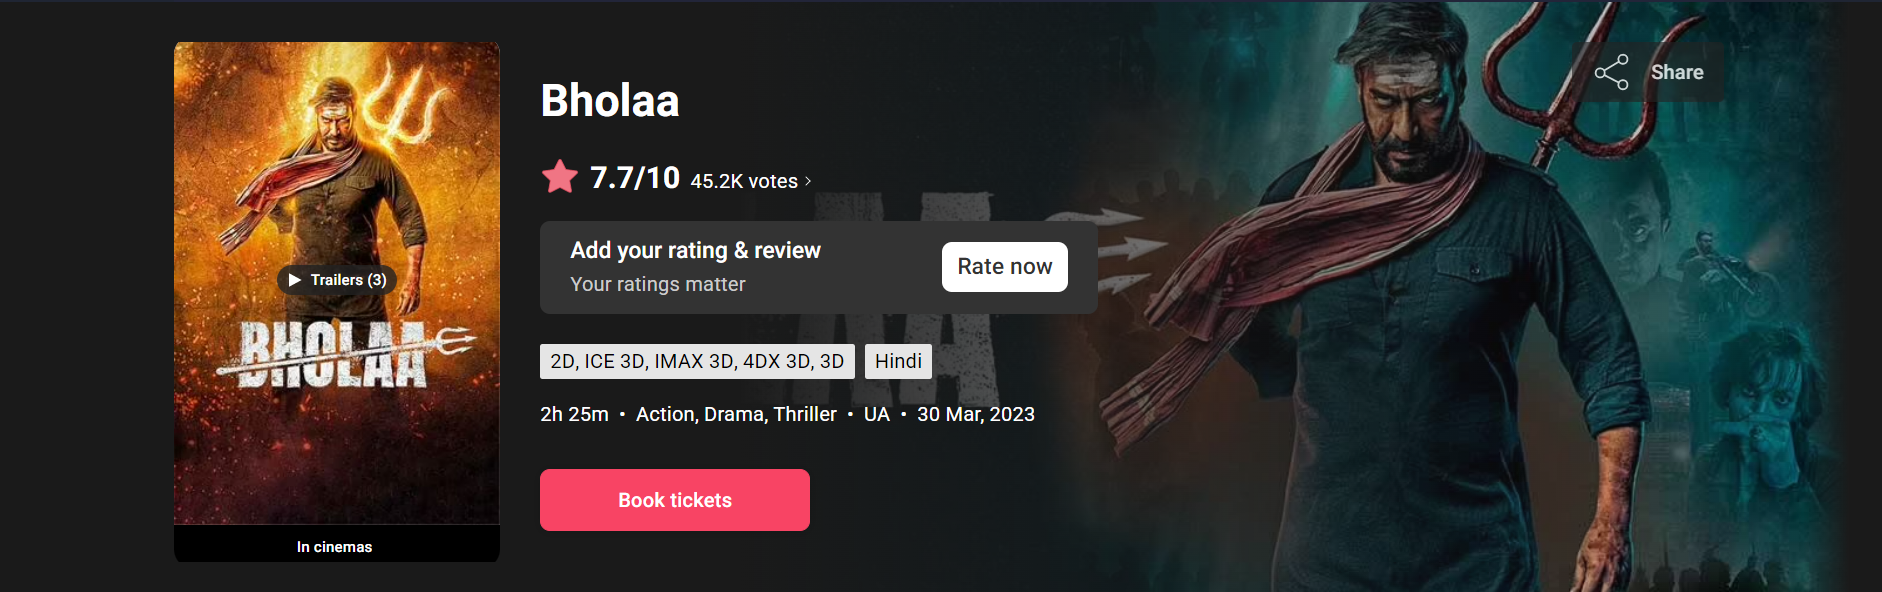 Bholaa
7.7/10 45.2K votes >
Add your rating & review
Your ratings matter
Rate now
2D, ICE 3D, IMAX 3D, 4DX 3D, 3D Hindi
2h 25m • Action, Drama, Thriller • UA • 30 Mar, 2023
Book tickets
Trailers (3)
BHOLAA
In cinemas
Share
AA